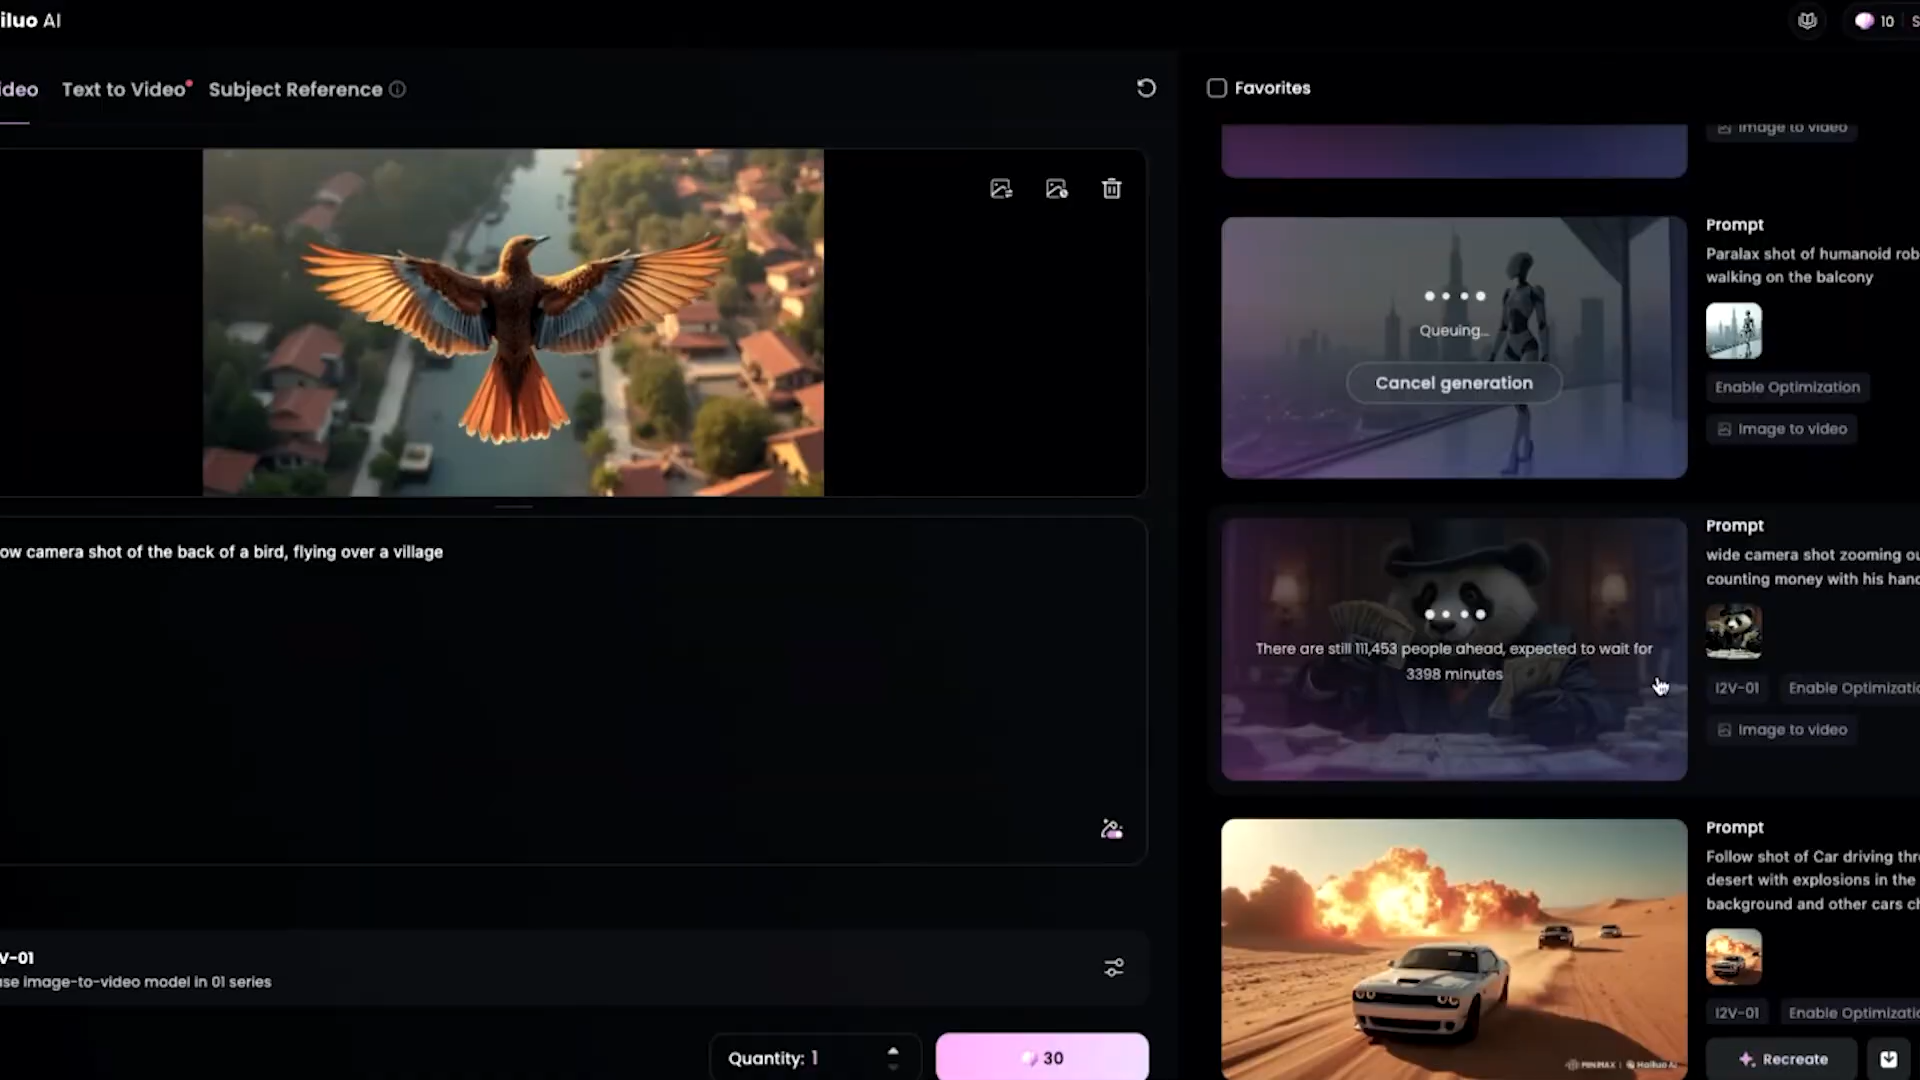 iluo AI
10
S
ideo
Text to Video
Subject Reference
Favorites
Image to video
Prompt
Paralax shot of humanoid rob
walking on the balcony
Queuing...
Cancel generation
Enable Optimization
Image to video
ow camera shot of the back of a bird, flying over a village
Prompt
wide camera shot zooming ou
counting money with his hand
There are still 111,453 people ahead, expected to wait for
3398 minutes
I2V-01
Enable Optimizatio
Image to video
Prompt
Follow shot of Car driving thr
desert with explosions in the
background and other cars ch
V-01
ase image-to-video model in 01 series
I2V-01
Enable Optimizatio
Quantity: 1
30
MINIMAX | Hailuo AI
Recreate